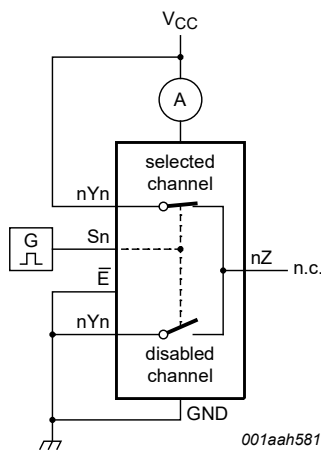 VCC
A
selected
channel
nYn
G
Sn
nZ
n.c.
E̅
nYn
disabled
channel
GND
001aah581